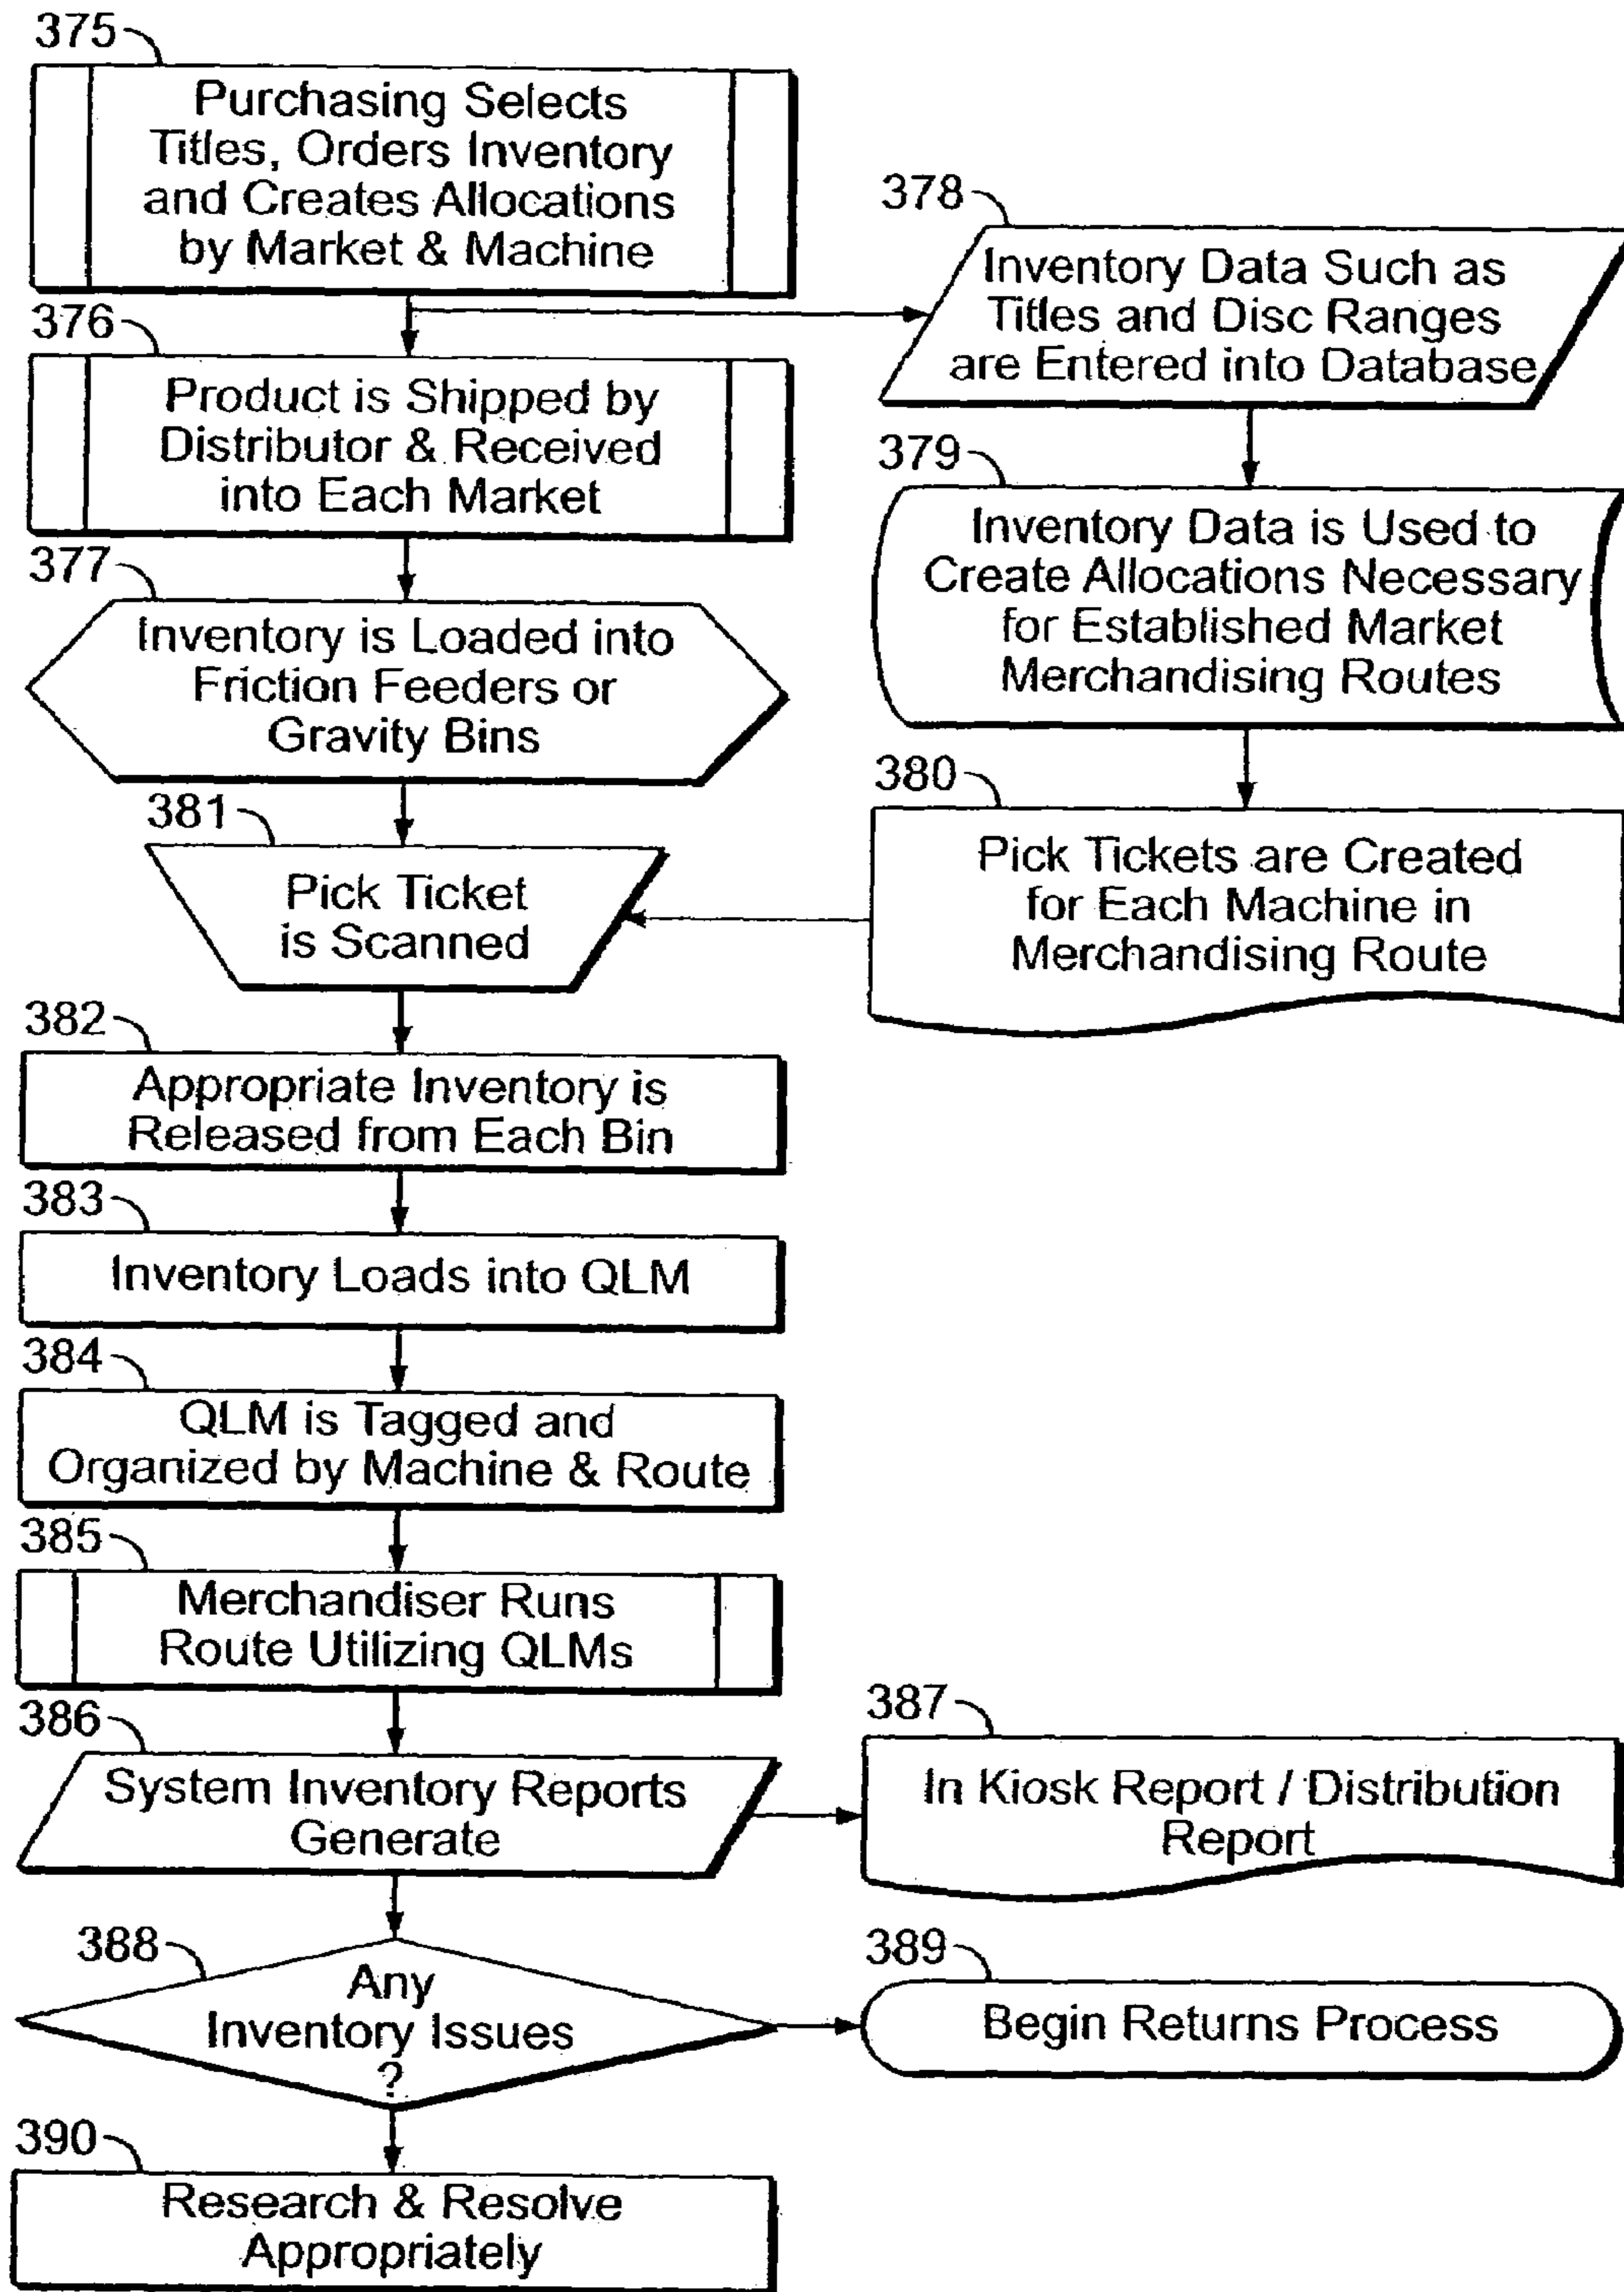 375
Purchasing Selects
Titles, Orders Inventory
and Creates Allocations
by Market & Machine
376
Product is Shipped by
Distributor & Received
into Each Market
377
Inventory is Loaded into
Friction Feeders or
Gravity Bins
378
Inventory Data Such as
Titles and Disc Ranges
are Entered into Database
379
Inventory Data is Used to
Create Allocations Necessary
for Established Market
Merchandising Routes
380
Pick Tickets are Created
for Each Machine in
Merchandising Route
381
Pick Ticket
is Scanned
382
Appropriate Inventory is
Released from Each Bin
383
Inventory Loads into QLM
384
QLM is Tagged and
Organized by Machine & Route
385
Merchandiser Runs
Route Utilizing QLMs
386
System Inventory Reports
Generate
387
In Kiosk Report / Distribution
Report
388
Any
Inventory Issues
?
389
Begin Returns Process
390
Research & Resolve
Appropriately